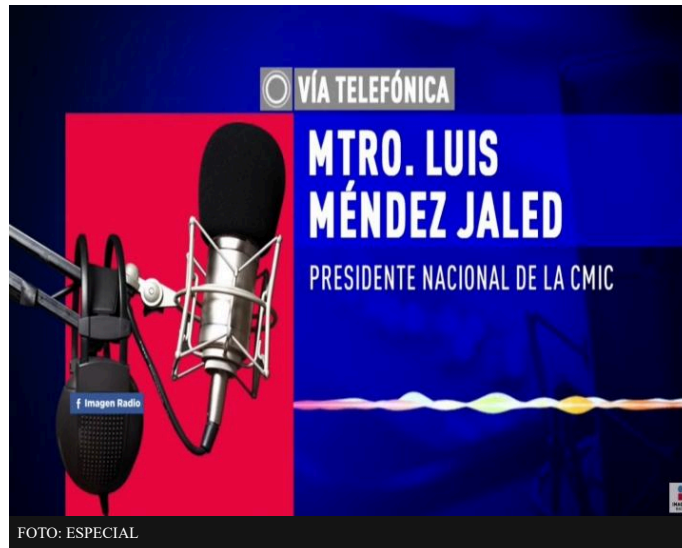 VÍA TELEFÓNICA
MTRO. LUIS
MÉNDEZ JALED
PRESIDENTE NACIONAL DE LA CMIC
f Imagen Radio
FOTO: ESPECIAL